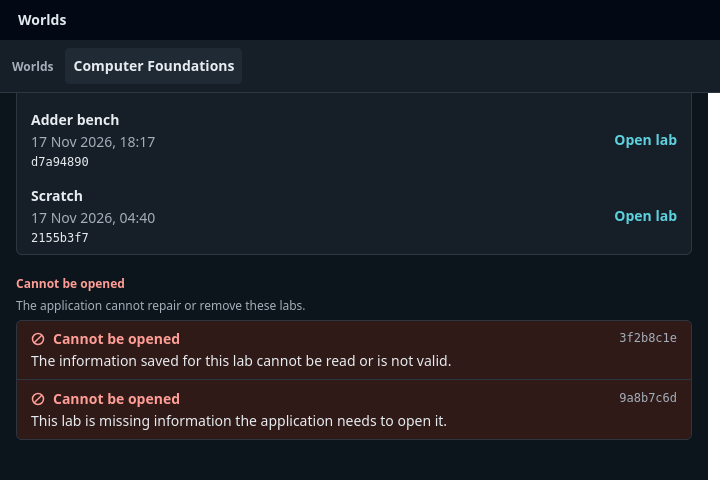 Worlds
Worlds
Computer Foundations
Adder bench
17 Nov 2026, 18:17
Open lab
d7a94890
Scratch
17 Nov 2026, 04:40
Open lab
2155b3f7
Cannot be opened
The application cannot repair or remove these labs.
Cannot be opened
3f2b8c1e
The information saved for this lab cannot be read or is not valid.
Cannot be opened
9a8b7c6d
This lab is missing information the application needs to open it.